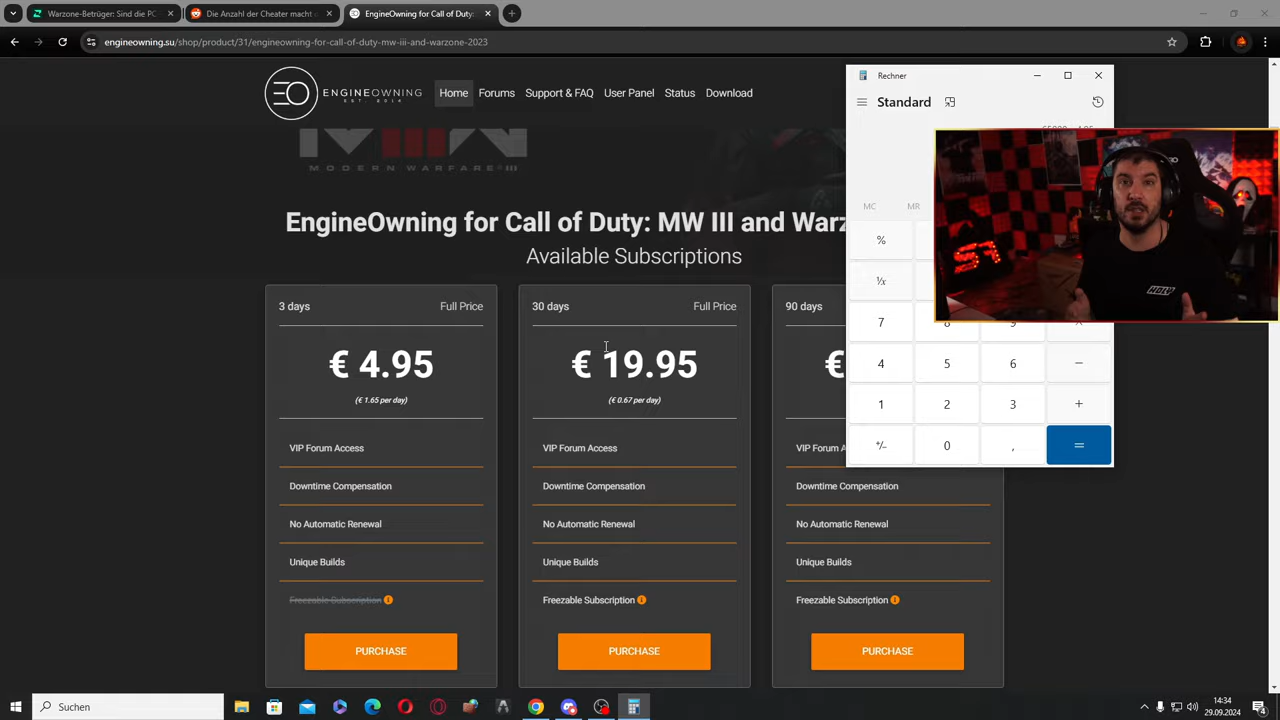 Warzone-Betrüger: Sind die PC
Die Anzahl der Cheater macht
EngineOwning for Call of Duty:
engineowning.su/shop/product/31/engineowning-for-call-of-duty-mw-iii-and-warzone-2023
ENGINEOWNING
EST. 2014
Home
Forums
Support & FAQ
User Panel
Status
Download
MODERN WARFARE III
EngineOwning for Call of Duty: MW III and Warz
Available Subscriptions
3 days
Full Price
€ 4.95
(€ 1.65 per day)
VIP Forum Access
Downtime Compensation
No Automatic Renewal
Unique Builds
Freezable Subscription
PURCHASE
30 days
Full Price
€ 19.95
(€ 0.67 per day)
VIP Forum Access
Downtime Compensation
No Automatic Renewal
Unique Builds
Freezable Subscription
PURCHASE
90 days
€
VIP Forum A
Downtime Compensation
No Automatic Renewal
Unique Builds
Freezable Subscription
PURCHASE
Rechner
Standard
MC
MR
%
7
4
5
6
−
1
2
3
+
+/−
0
,
=
Suchen
14:34
29.09.2024
4